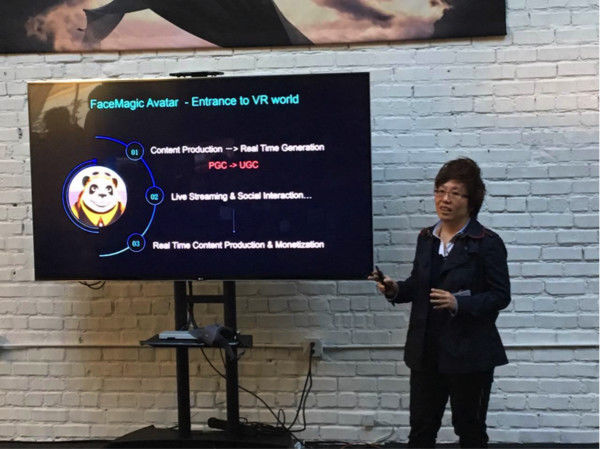 FaceMagic Avatar - Entrance to VR world
01 Content Production --> Real Time Generation
PGC -> UGC
02 Live Streaming & Social Interaction...
03 Real Time Content Production & Monetization